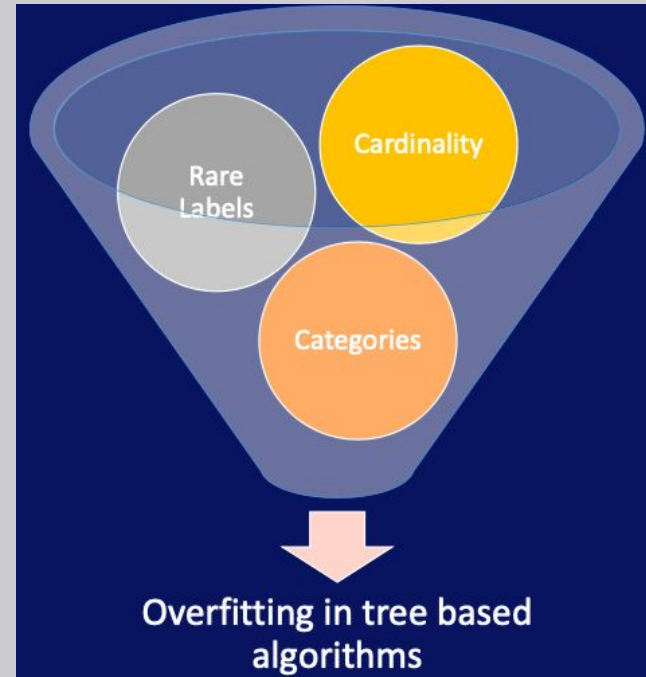 Cardinality
Rare
Labels
Categories
Overfitting in tree based
algorithms